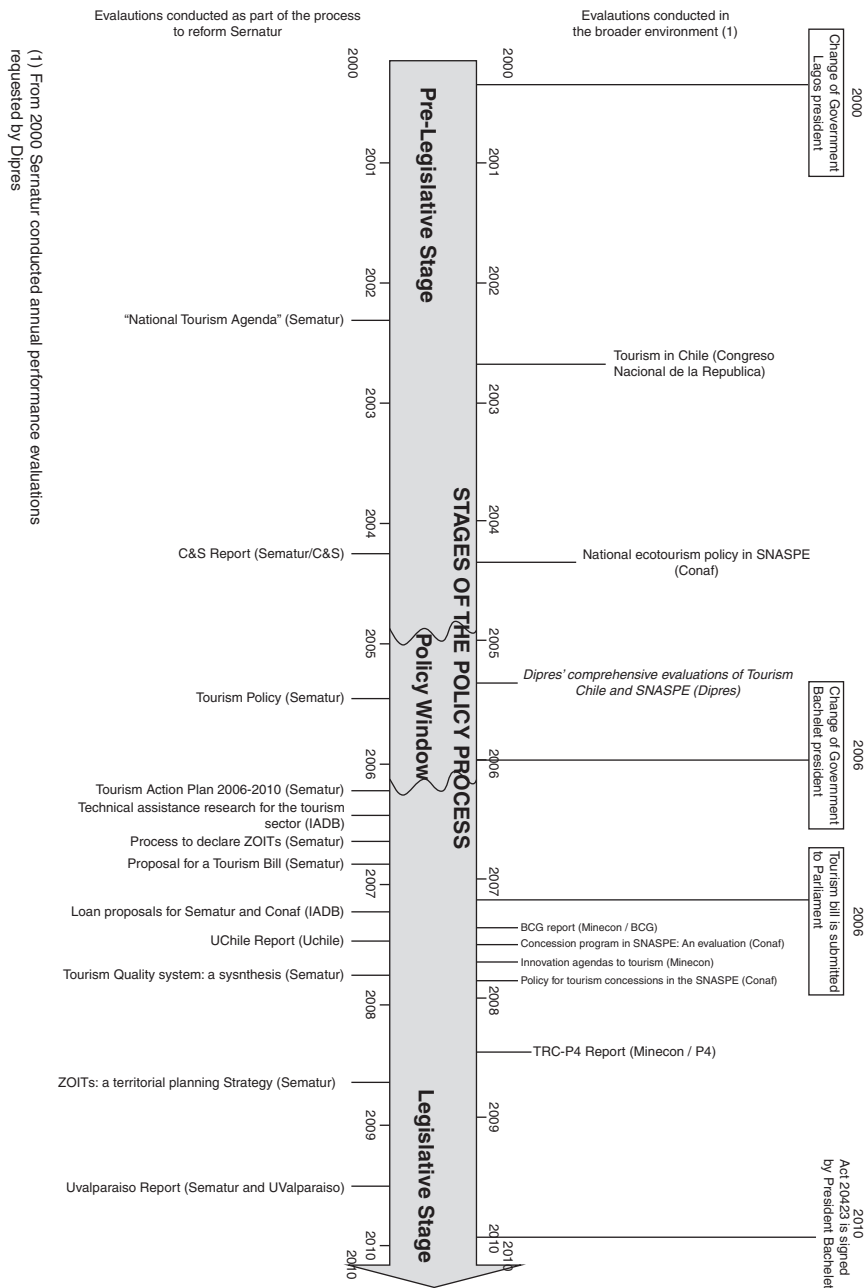 Evalautions conducted as part of the process
to reform Sernatur
Evalautions conducted in
the broader environment (1)
2000
Change of Government
Lagos president
2006
Change of Government
Bachelet president
2006
Tourism bill is submitted
to Parliament
2010
Act 20423 is signed
by President Bachelet
Tourism in Chile (Congreso
Nacional de la Republica)
National ecotourism policy in SNASPE
(Conaf)
Dipres' comprehensive evaluations of Tourism
Chile and SNASPE (Dipres)
BCG report (Minecon / BCG)
Concession program in SNASPE: An evaluation (Conaf)
Innovation agendas to tourism (Minecon)
Policy for tourism concessions in the SNASPE (Conaf)
TRC-P4 Report (Minecon / P4)
2000
2001
2002
2003
2004
2005
2006
2007
2008
2009
2010
2010
STAGES OF THE POLICY PROCESS
Pre-Legislative Stage
Policy Window
Legislative Stage
2000
2001
2002
2003
2004
2005
2006
2007
2008
2009
2010
2010
"National Tourism Agenda" (Sematur)
C&S Report (Sematur/C&S)
Tourism Policy (Sematur)
Tourism Action Plan 2006-2010 (Sematur)
Technical assistance research for the tourism
sector (IADB)
Process to declare ZOITs (Sematur)
Proposal for a Tourism Bill (Sematur)
Loan proposals for Sematur and Conaf (IADB)
UChile Report (Uchile)
Tourism Quality system: a sysnthesis (Sematur)
ZOITs: a territorial planning Strategy (Sematur)
Uvalparaiso Report (Sematur and UValparaiso)
(1) From 2000 Sernatur conducted annual performance evaluations
requested by Dipres